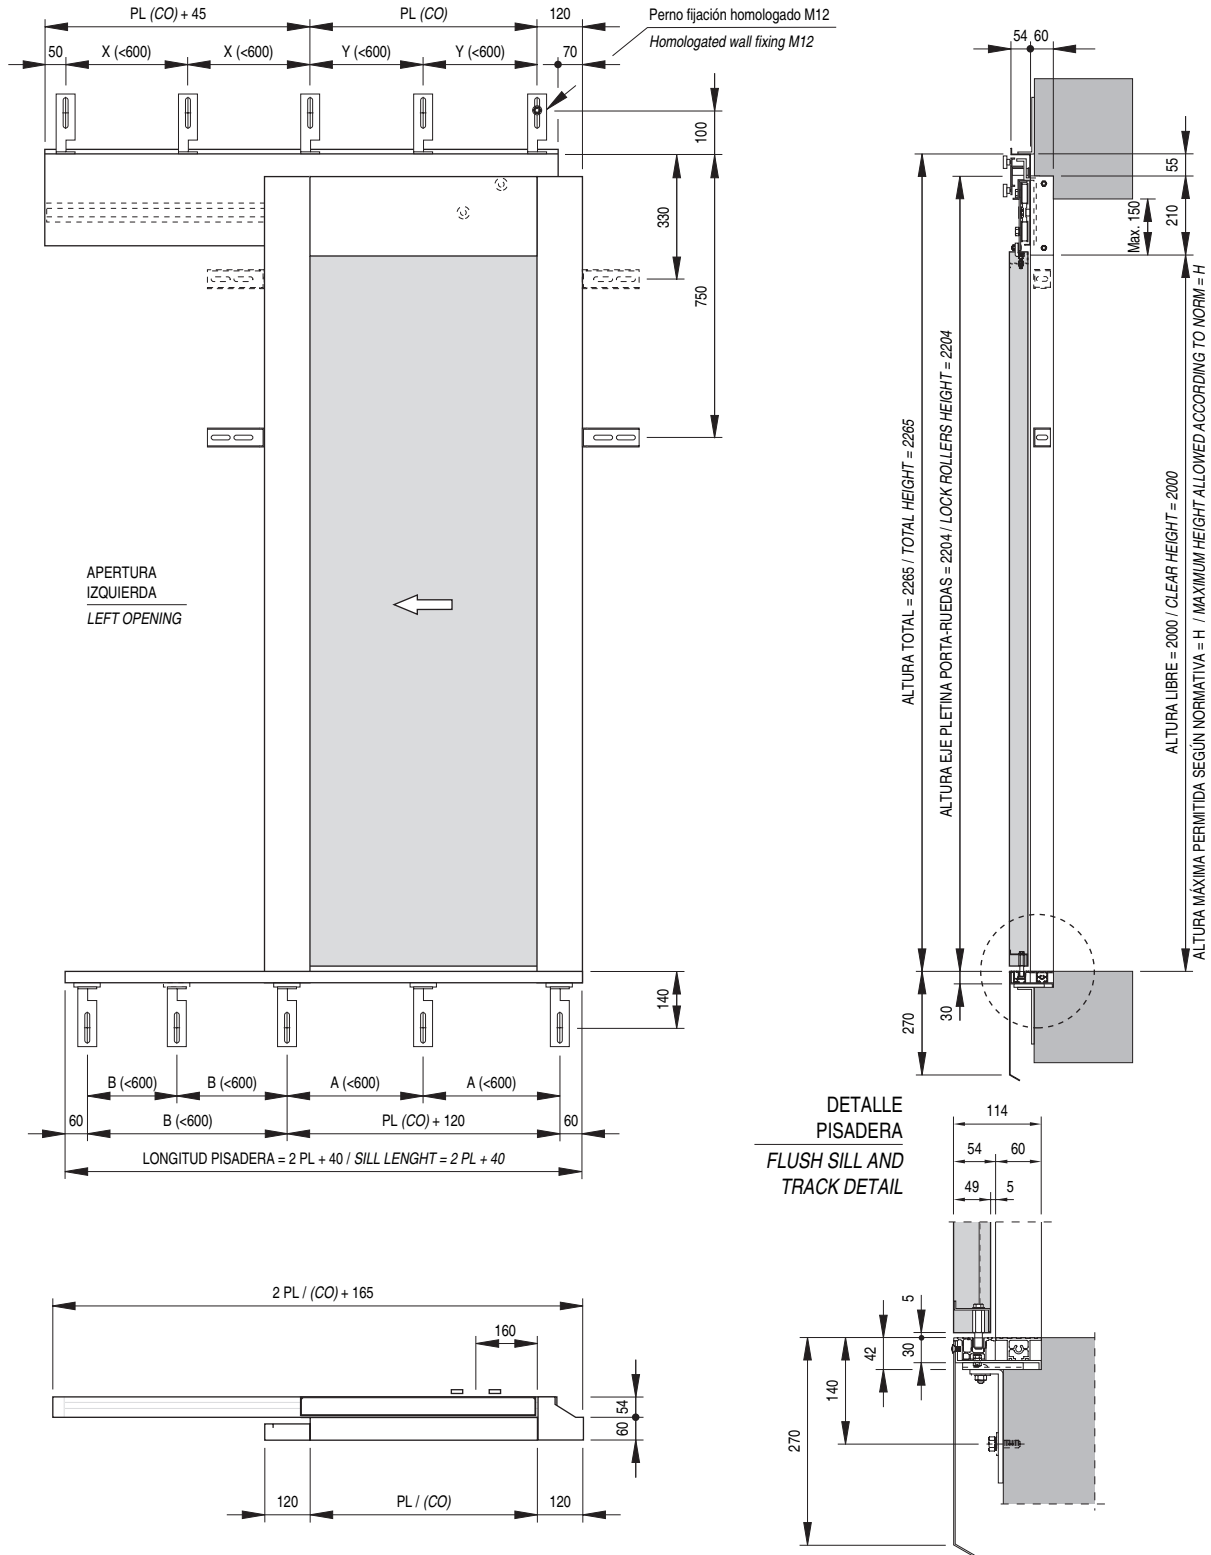 PL (CO) + 45
PL (CO)
120
Perno fijación homologado M12
Homologated wall fixing M12
50
X (<600)
X (<600)
Y (<600)
Y (<600)
70
54
60
100
55
330
Max. 150
210
750
ALTURA TOTAL = 2265 / TOTAL HEIGHT = 2265
ALTURA EJE PLETINA PORTA-RUEDAS = 2204 / LOCK ROLLERS HEIGHT = 2204
ALTURA LIBRE = 2000 / CLEAR HEIGHT = 2000
ALTURA MÁXIMA PERMITIDA SEGÚN NORMATIVA = H / MAXIMUM HEIGHT ALLOWED ACCORDING TO NORM = H
APERTURA
IZQUIERDA
LEFT OPENING
140
270
30
B (<600)
B (<600)
A (<600)
A (<600)
60
B (<600)
PL (CO) + 120
60
LONGITUD PISADERA = 2 PL + 40 / SILL LENGHT = 2 PL + 40
DETALLE
PISADERA
FLUSH SILL AND
TRACK DETAIL
114
54
60
49
5
5
42
30
140
270
2 PL / (CO) + 165
160
54
60
120
PL / (CO)
120